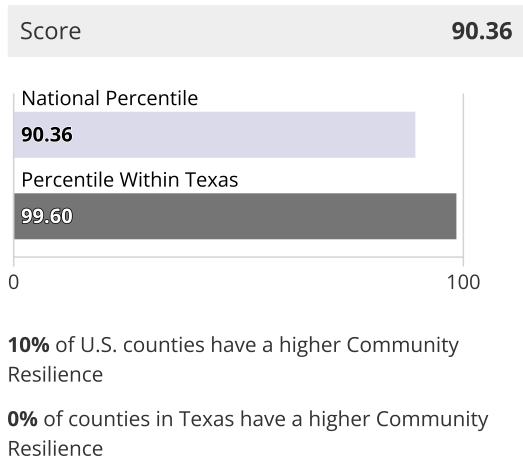 Score 90.36
National Percentile
90.36
Percentile Within Texas
99.60
0 100
10% of U.S. counties have a higher Community
Resilience
0% of counties in Texas have a higher Community
Resilience